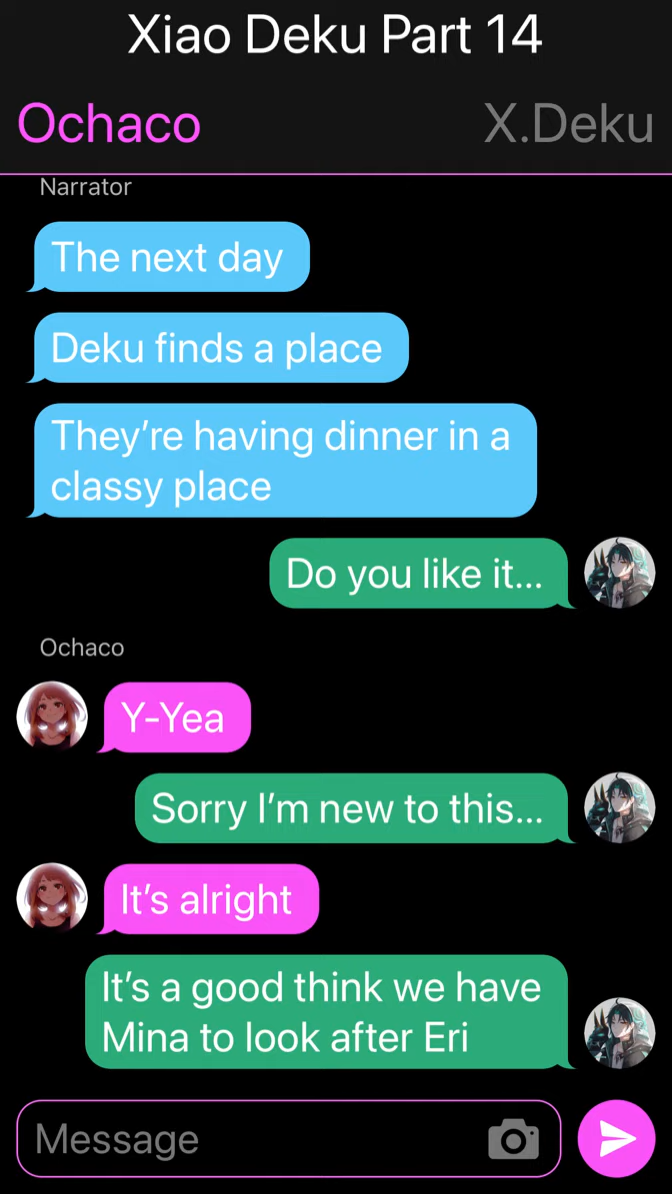 Xiao Deku Part 14
Ochaco
X.Deku
Narrator
The next day
Deku finds a place
They're having dinner in a
classy place
Do you like it...
Ochaco
Y-Yea
Sorry I'm new to this...
It's alright
It's a good think we have
Mina to look after Eri
Message